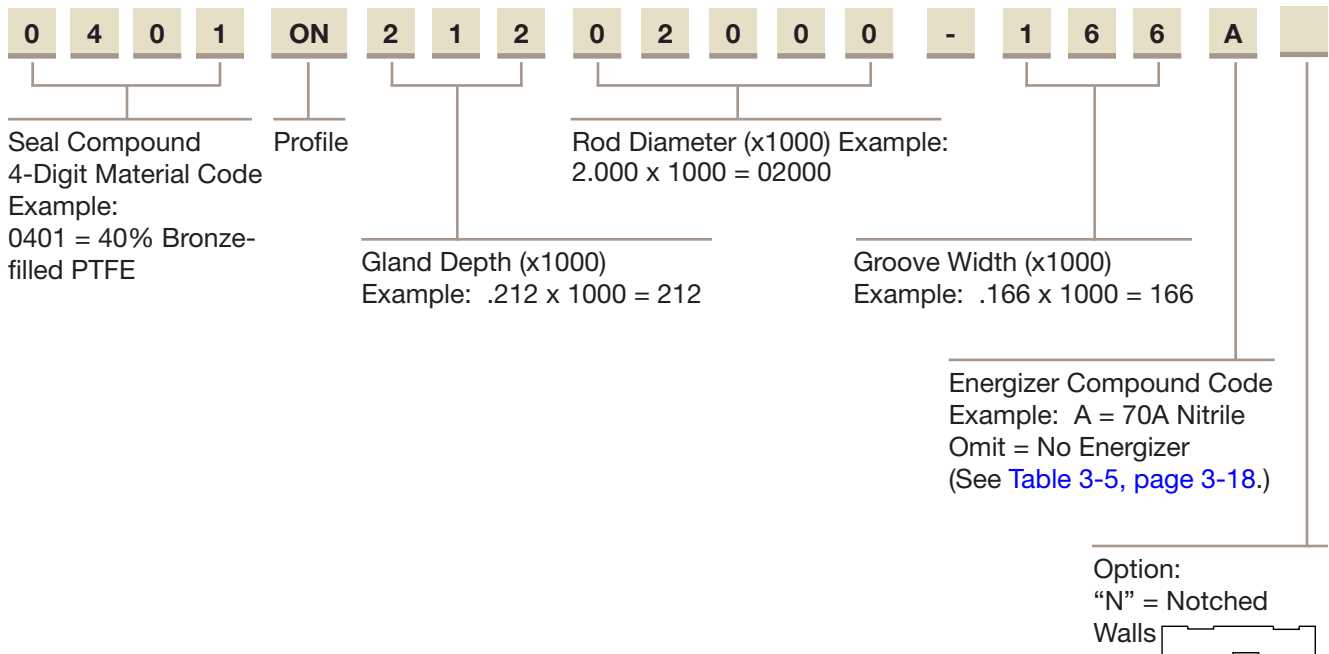 0 4 0 1 ON 2 1 2 0 2 0 0 0 - 1 6 6 A
Seal Compound
4-Digit Material Code
Example:
0401 = 40% Bronze-
filled PTFE
Profile
Gland Depth (x1000)
Example: .212 x 1000 = 212
Rod Diameter (x1000) Example:
2.000 x 1000 = 02000
Groove Width (x1000)
Example: .166 x 1000 = 166
Energizer Compound Code
Example: A = 70A Nitrile
Omit = No Energizer
(See Table 3-5, page 3-18.)
Option:
“N” = Notched
Walls